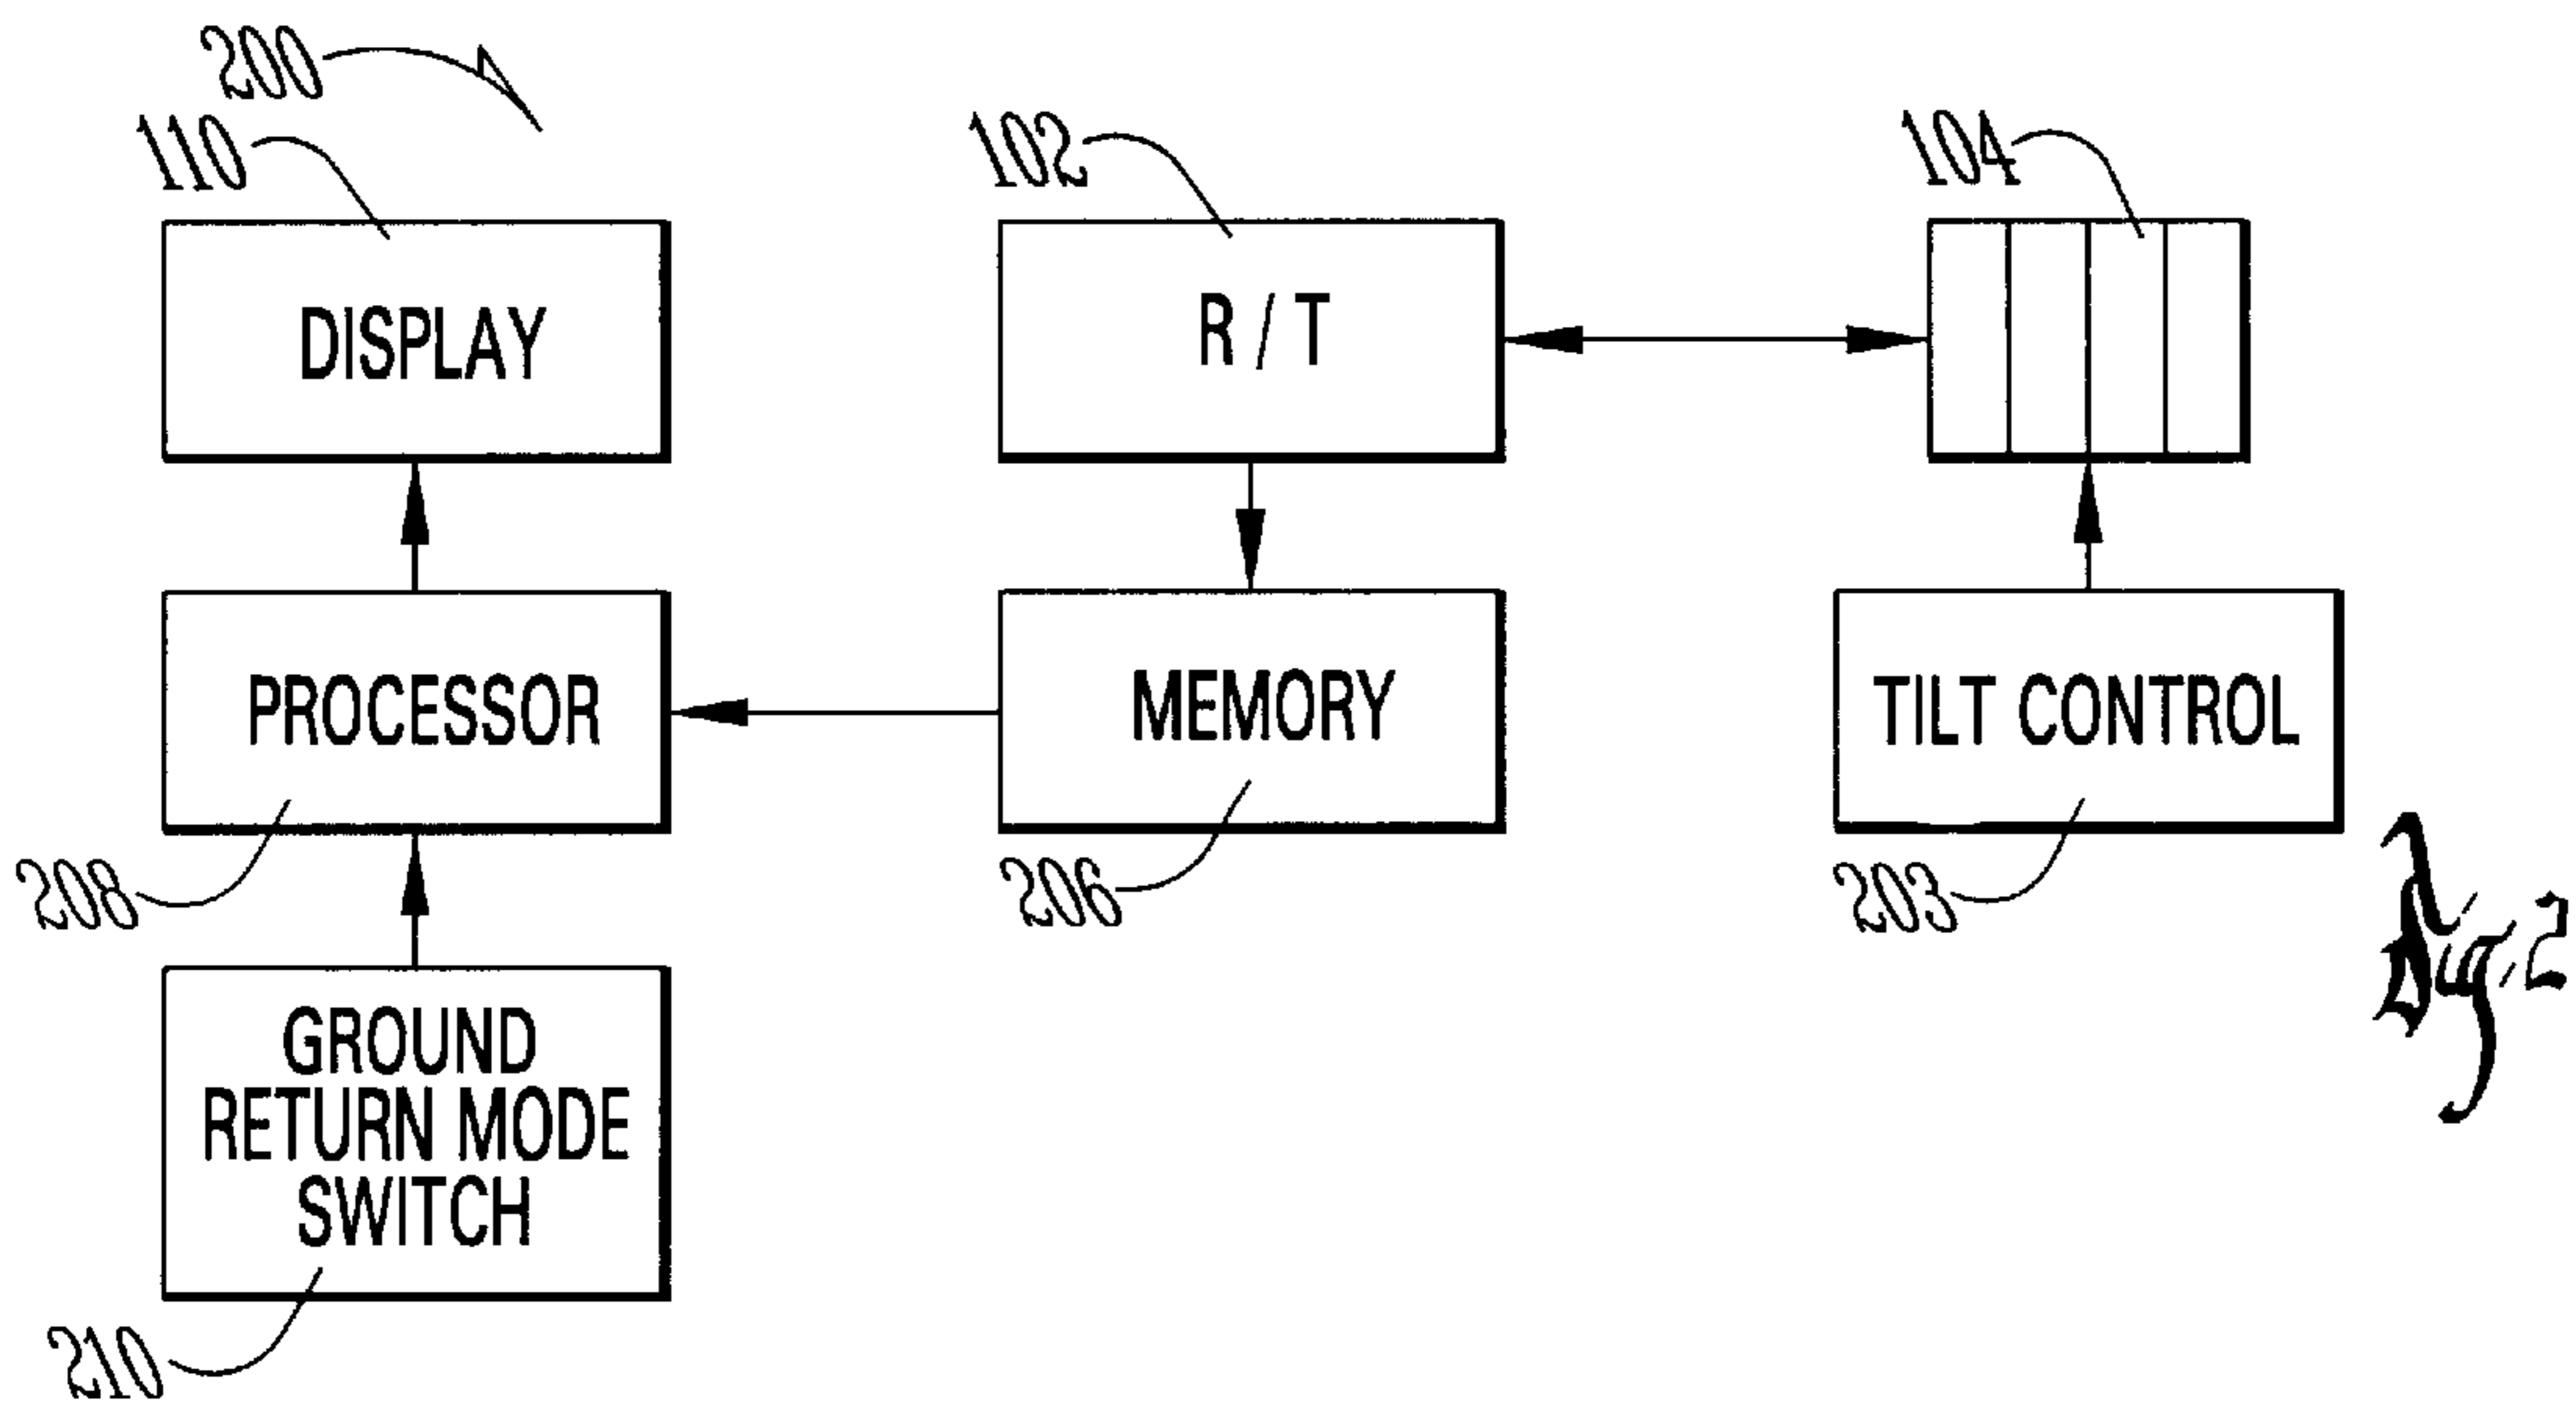 200
110
102
104
DISPLAY
R / T
PROCESSOR
MEMORY
TILT CONTROL
208
206
203
Fig. 2
GROUND
RETURN MODE
SWITCH
210